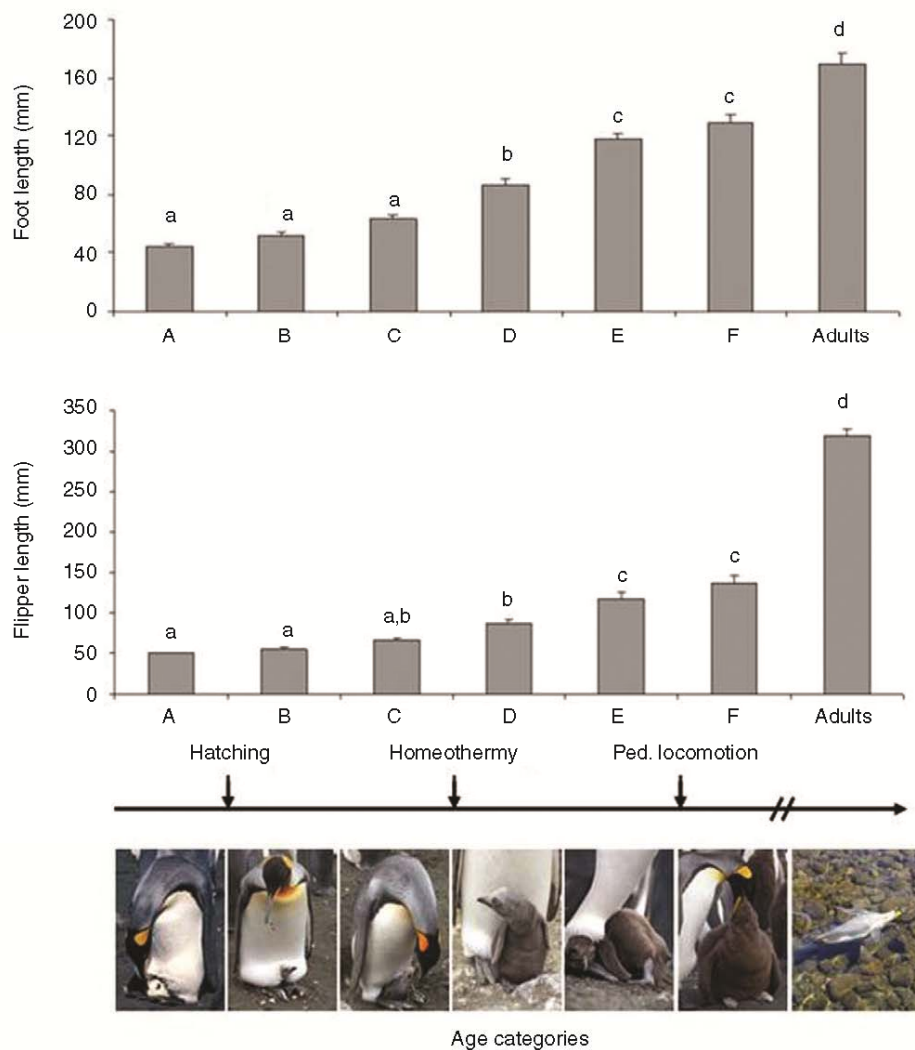 Foot length (mm)
200
160
120
80
40
0
a
a
a
b
c
c
d
A
B
C
D
E
F
Adults
Flipper length (mm)
350
300
250
200
150
100
50
0
a
a
a,b
b
c
c
d
A
B
C
D
E
F
Adults
Hatching
Homeothermy
Ped. locomotion
Age categories